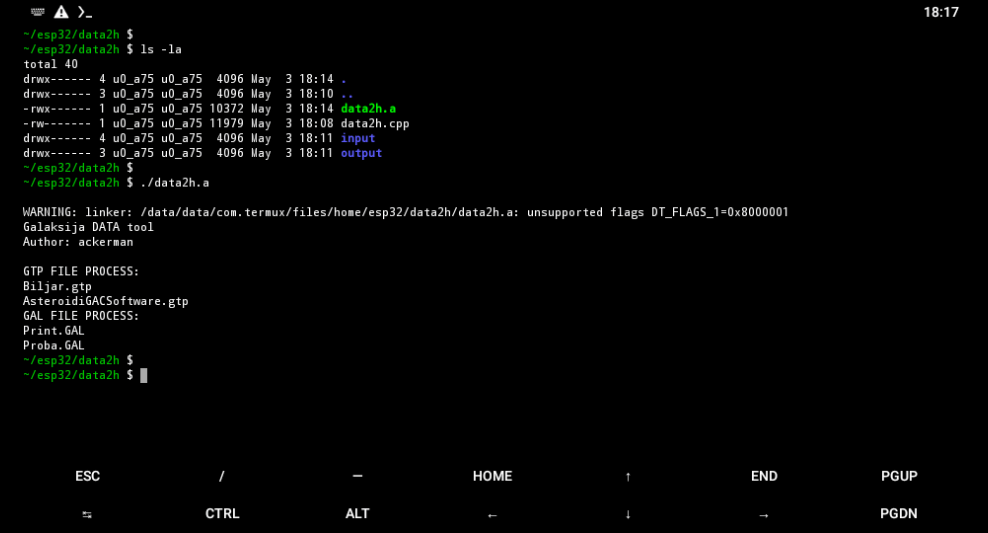 18:17
~/esp32/data2h $
~/esp32/data2h $ ls -la
total 40
drwx------ 4 u0_a75 u0_a75  4096 May  3 18:14 .
drwx------ 3 u0_a75 u0_a75  4096 May  3 18:10 ..
-rwx------ 1 u0_a75 u0_a75 10372 May  3 18:14 data2h.a
-rw------- 1 u0_a75 u0_a75 11979 May  3 18:08 data2h.cpp
drwx------ 4 u0_a75 u0_a75  4096 May  3 18:11 input
drwx------ 3 u0_a75 u0_a75  4096 May  3 18:11 output
~/esp32/data2h $
~/esp32/data2h $ ./data2h.a
WARNING: linker: /data/data/com.termux/files/home/esp32/data2h/data2h.a: unsupported flags DT_FLAGS_1=0x8000001
Galaksija DATA tool
Author: ackerman
GTP FILE PROCESS:
Biljar.gtp
AsteroidiGACSoftware.gtp
GAL FILE PROCESS:
Print.GAL
Proba.GAL
~/esp32/data2h $
~/esp32/data2h $
ESC / — HOME ↑ END PGUP
↹ CTRL ALT ← ↓ → PGDN